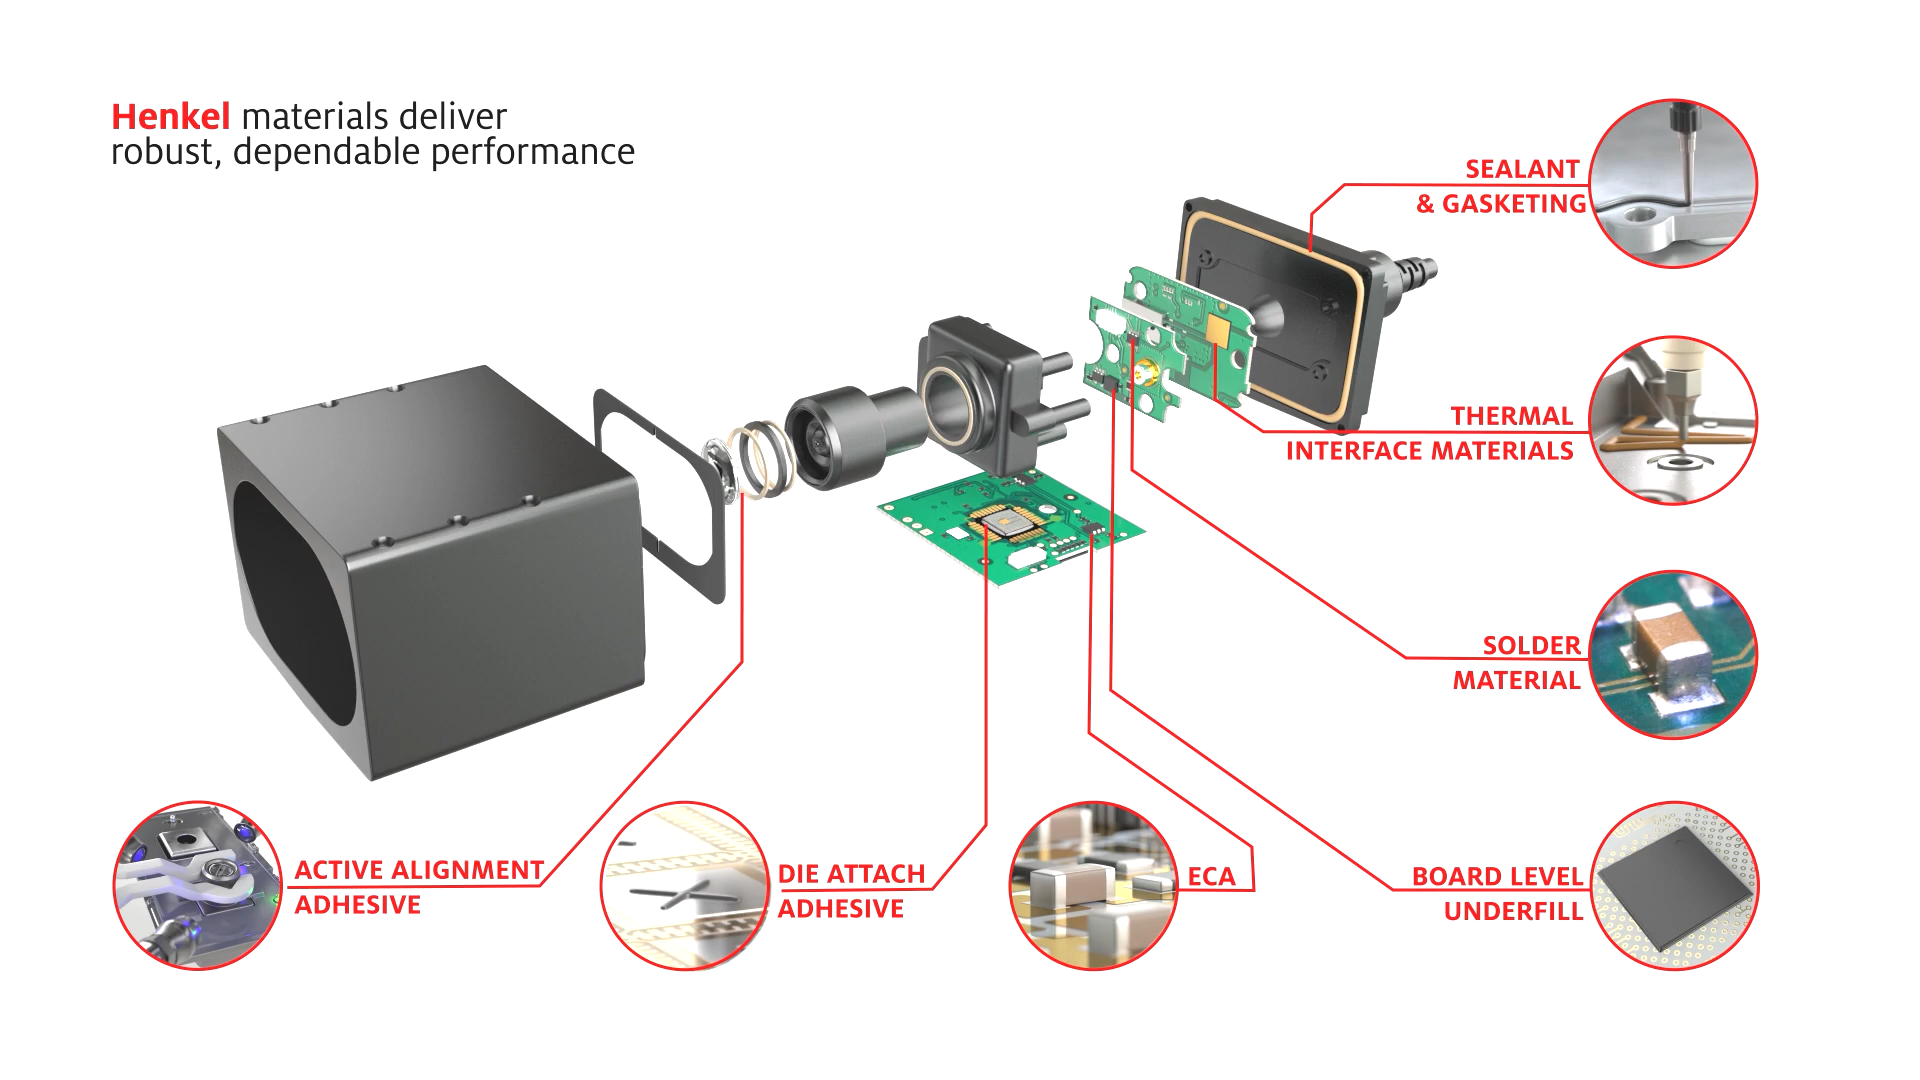 Henkel materials deliver
robust, dependable performance
SEALANT
& GASKETING
THERMAL
INTERFACE MATERIALS
SOLDER
MATERIAL
ACTIVE ALIGNMENT
ADHESIVE
DIE ATTACH
ADHESIVE
ECA
BOARD LEVEL
UNDERFILL